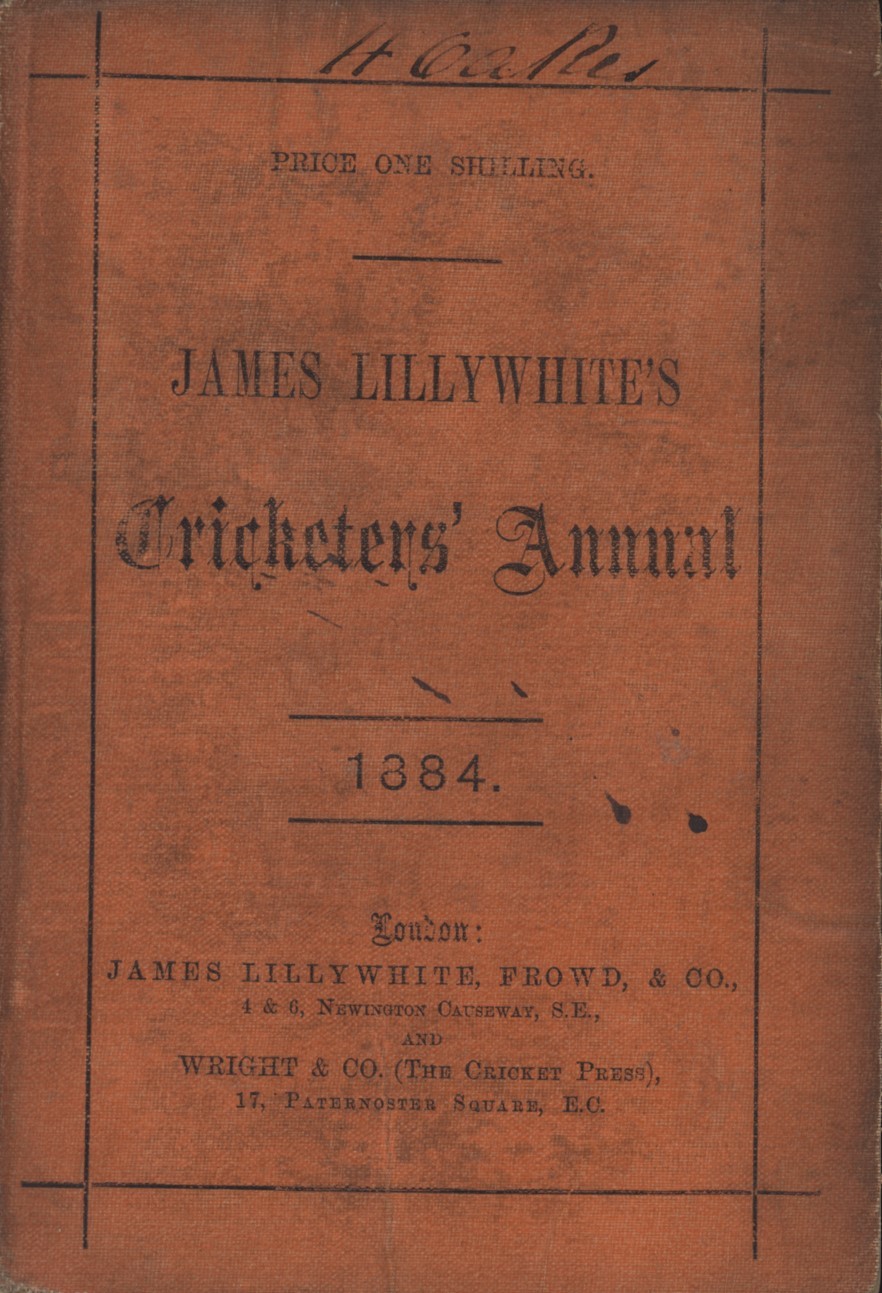 H Oakes
PRICE ONE SHILLING.
JAMES LILLYWHITE'S
Cricketers' Annual
1884.
London:
JAMES LILLYWHITE, FROWD, & CO.,
4 & 6, NEWINGTON CAUSEWAY, S.E.,
AND
WRIGHT & CO. (THE CRICKET PRESS),
17, PATERNOSTER SQUARE, E.C.